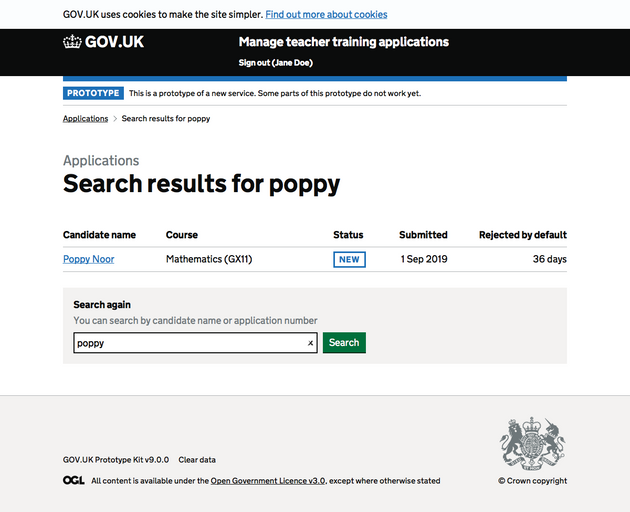 GOV.UK uses cookies to make the site simpler. Find out more about cookies
GOV.UK Manage teacher training applications
Sign out (Jane Doe)
PROTOTYPE This is a prototype of a new service. Some parts of this prototype do not work yet.
Applications > Search results for poppy
Applications
Search results for poppy
Candidate name Course Status Submitted Rejected by default
Poppy Noor Mathematics (GX11) NEW 1 Sep 2019 36 days
Search again
You can search by candidate name or application number
poppy Search
GOV.UK Prototype Kit v9.0.0 Clear data
OGL All content is available under the Open Government Licence v3.0, except where otherwise stated
© Crown copyright